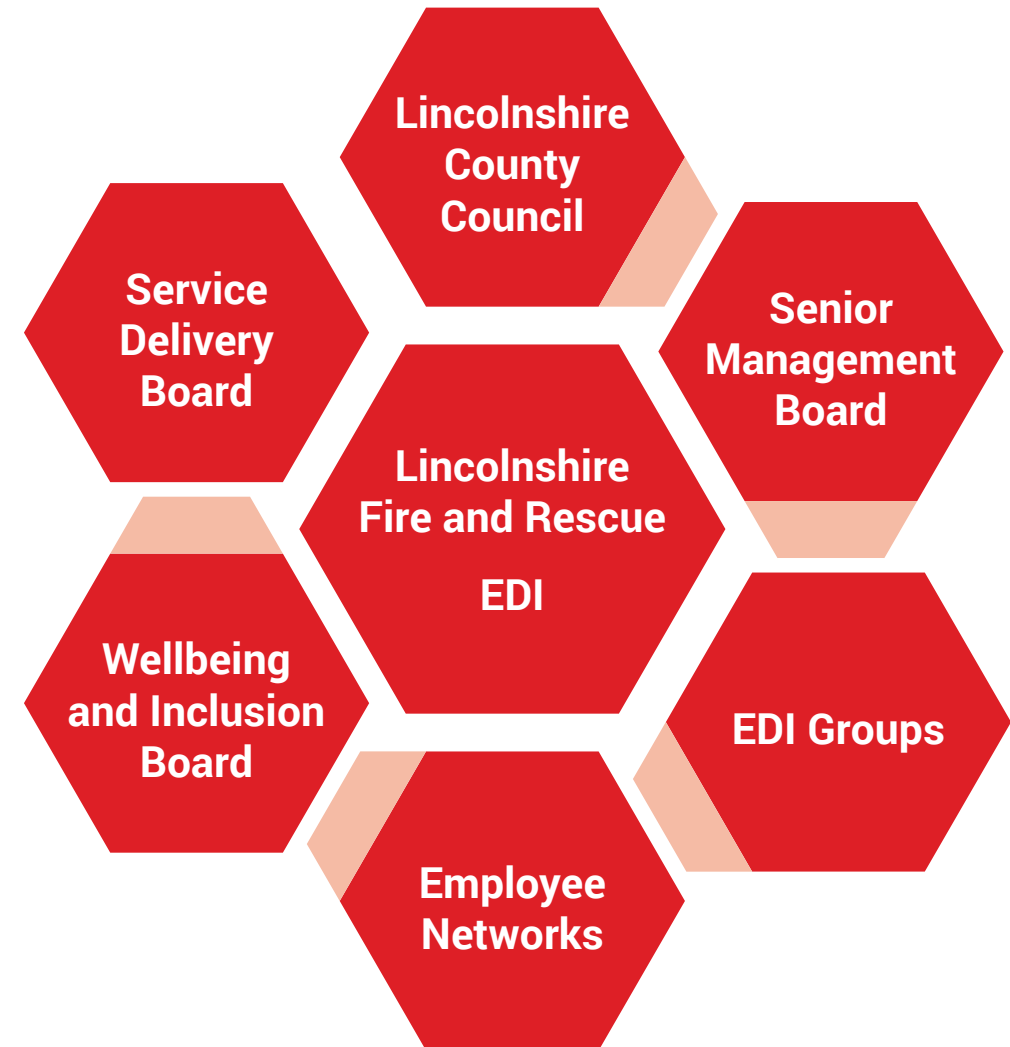 Lincolnshire
County
Council
Senior
Management
Board
EDI Groups
Employee
Networks
Wellbeing
and Inclusion
Board
Service
Delivery
Board
Lincolnshire
Fire and Rescue
EDI